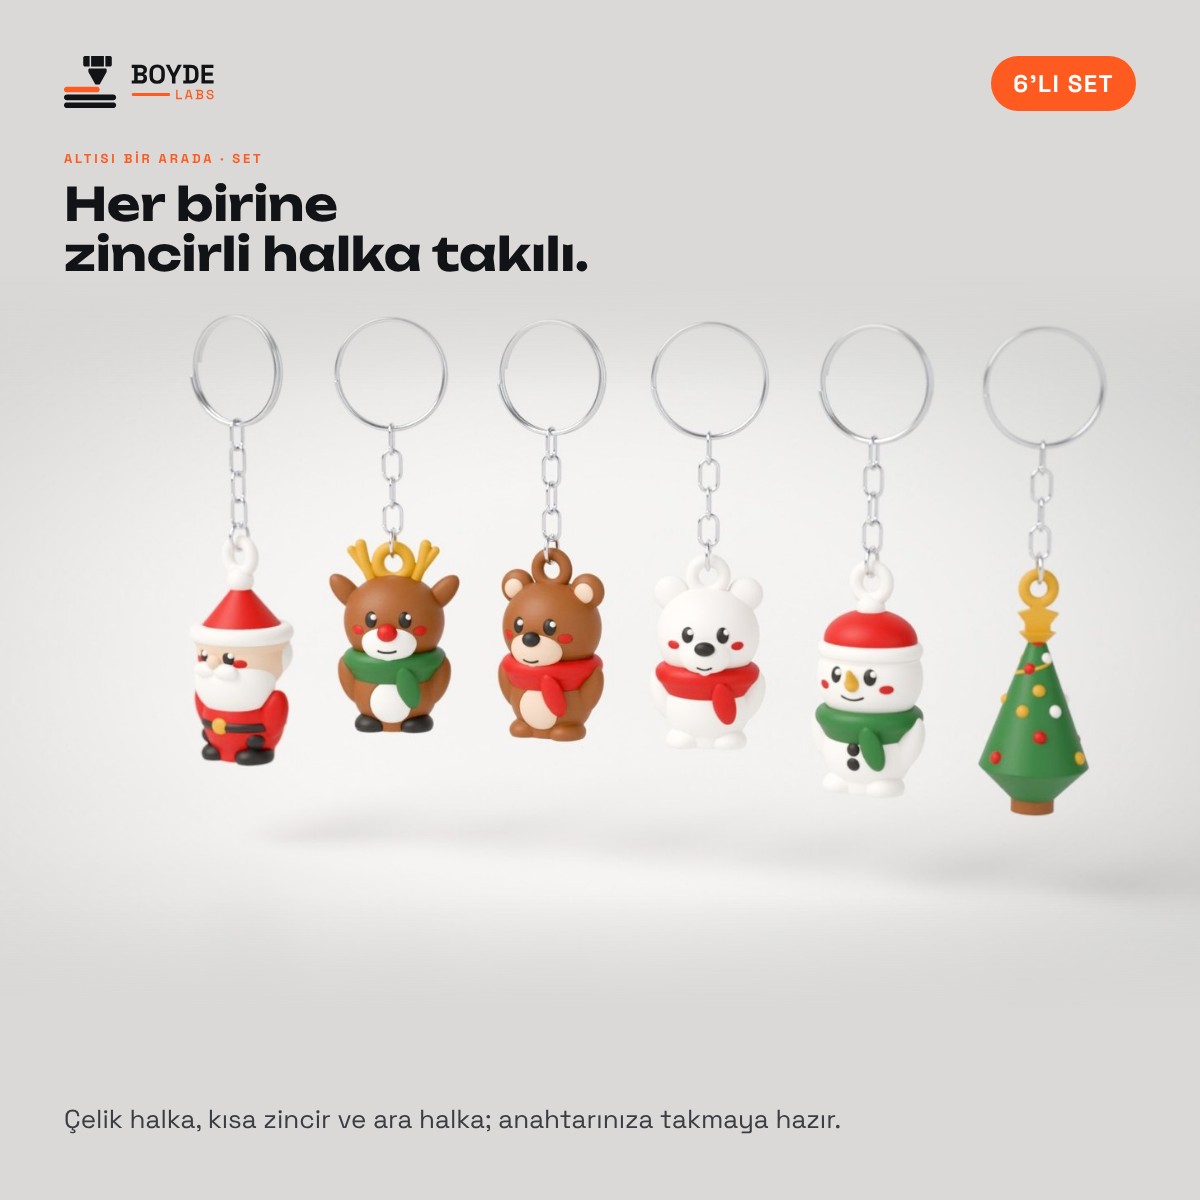 BOYDE
LABS
6'LI SET
ALTISI BİR ARADA · SET
Her birine
zincirli halka takılı.
Çelik halka, kısa zincir ve ara halka; anahtarınıza takmaya hazır.